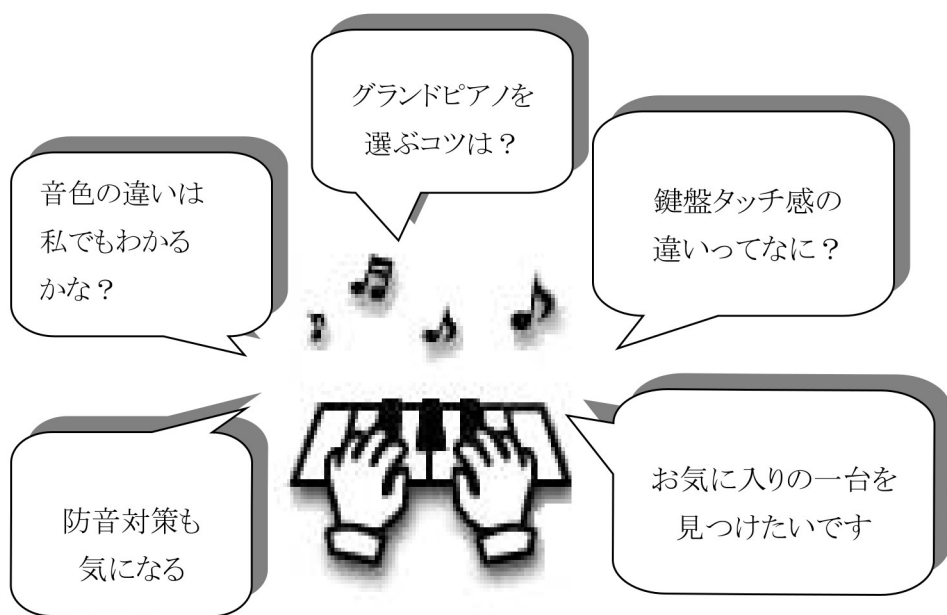 グランドピアノを
選ぶコツは？
音色の違いは
私でもわかる
かな？
鍵盤タッチ感の
違いってなに？
防音対策も
気になる
お気に入りの一台を
見つけたいです